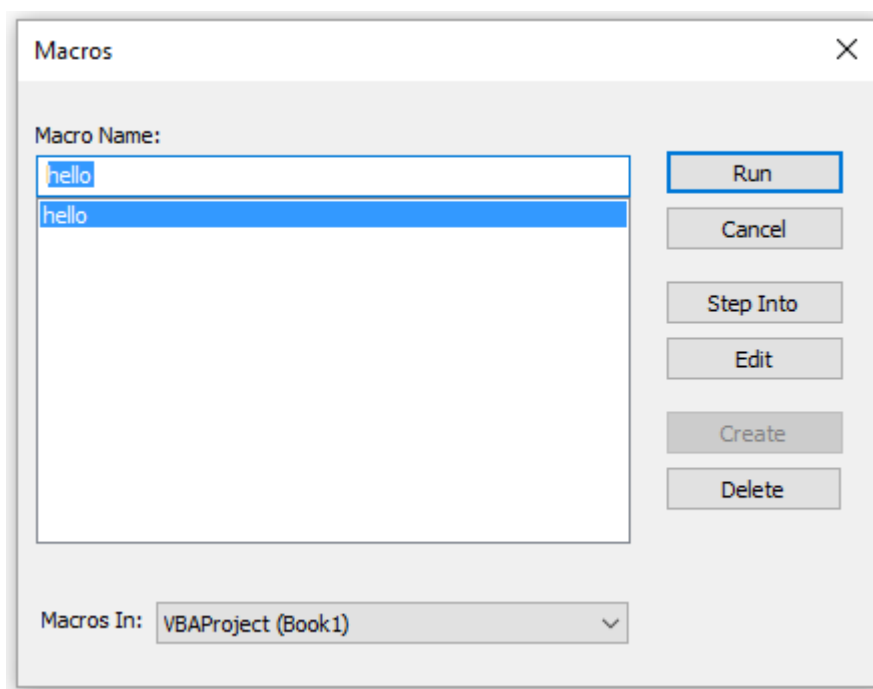 Macros
Macro Name:
hello
hello
Run
Cancel
Step Into
Edit
Create
Delete
Macros In: VBAProject (Book1)